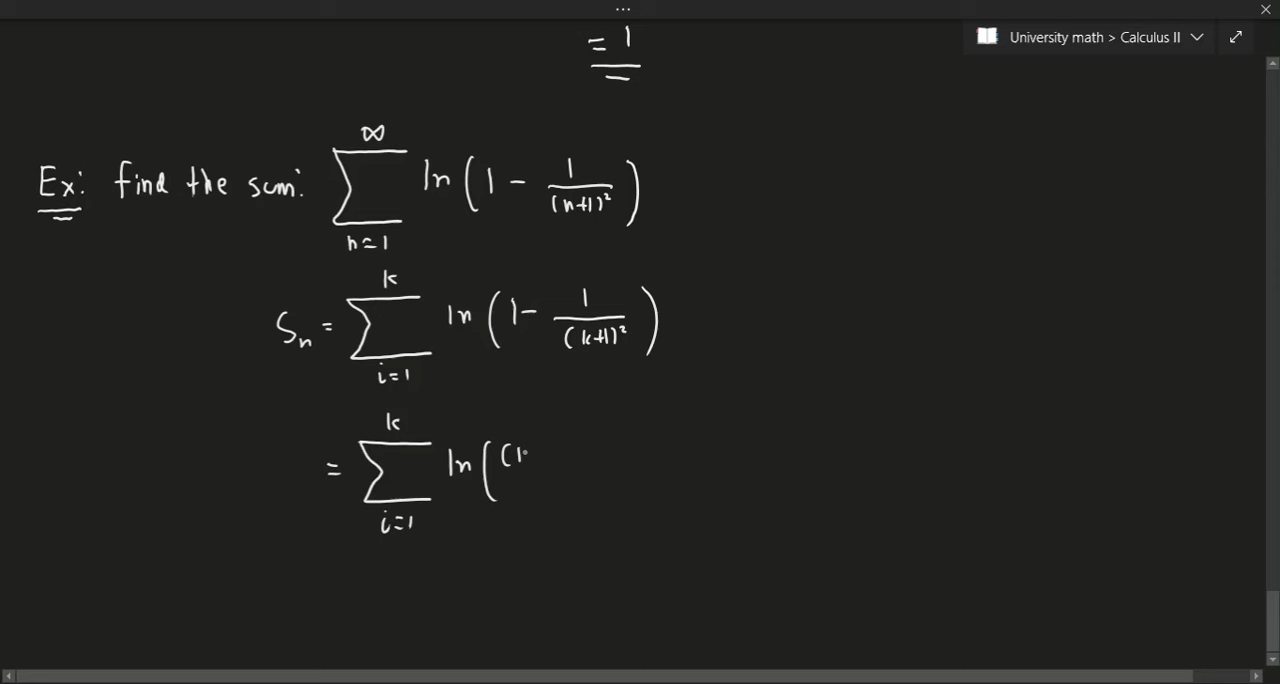 University math > Calculus II
= 1
Ex: find the sum: ∑_{n=1}^{∞} ln(1 - 1/(n+1)²)
Sₙ = ∑_{i=1}^{k} ln(1 - 1/(k+1)²)
= ∑_{i=1}^{k} ln((1